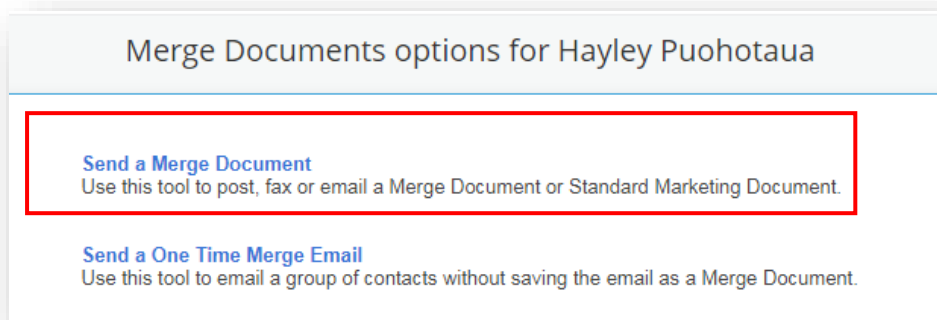 Merge Documents options for Hayley Puohotaua
Send a Merge Document
Use this tool to post, fax or email a Merge Document or Standard Marketing Document.
Send a One Time Merge Email
Use this tool to email a group of contacts without saving the email as a Merge Document.